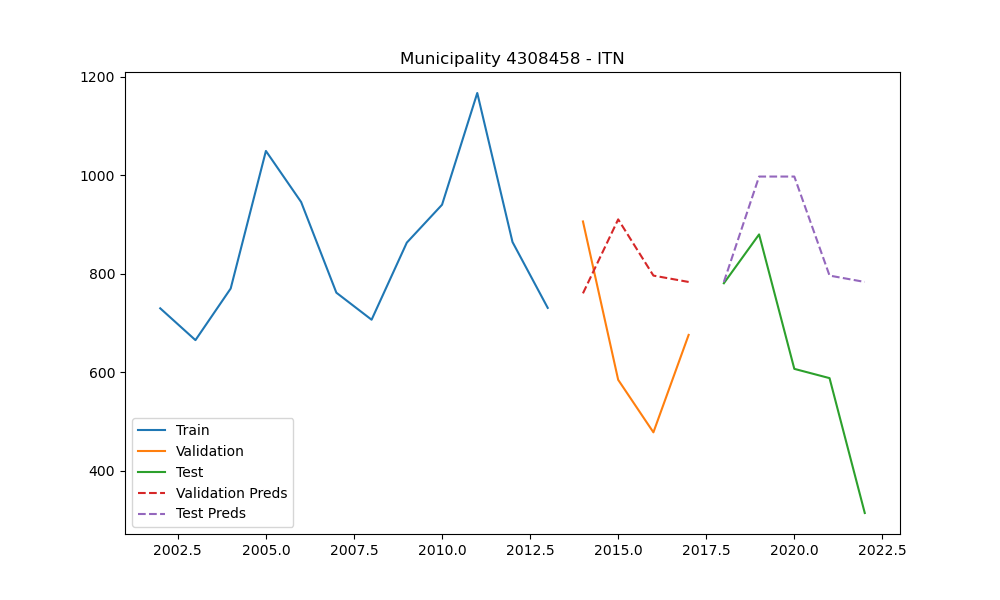 Municipality 4308458 - ITN
1200
1000
800
600
400
Train
Validation
Test
Validation Preds
Test Preds
2002.5 2005.0 2007.5 2010.0 2012.5 2015.0 2017.5 2020.0 2022.5